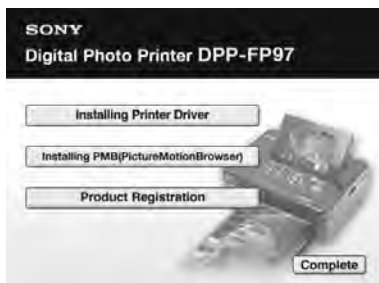 SONY
Digital Photo Printer DPP-FP97
Installing Printer Driver
Installing PMB(PictureMotionBrowser)
Product Registration
Complete